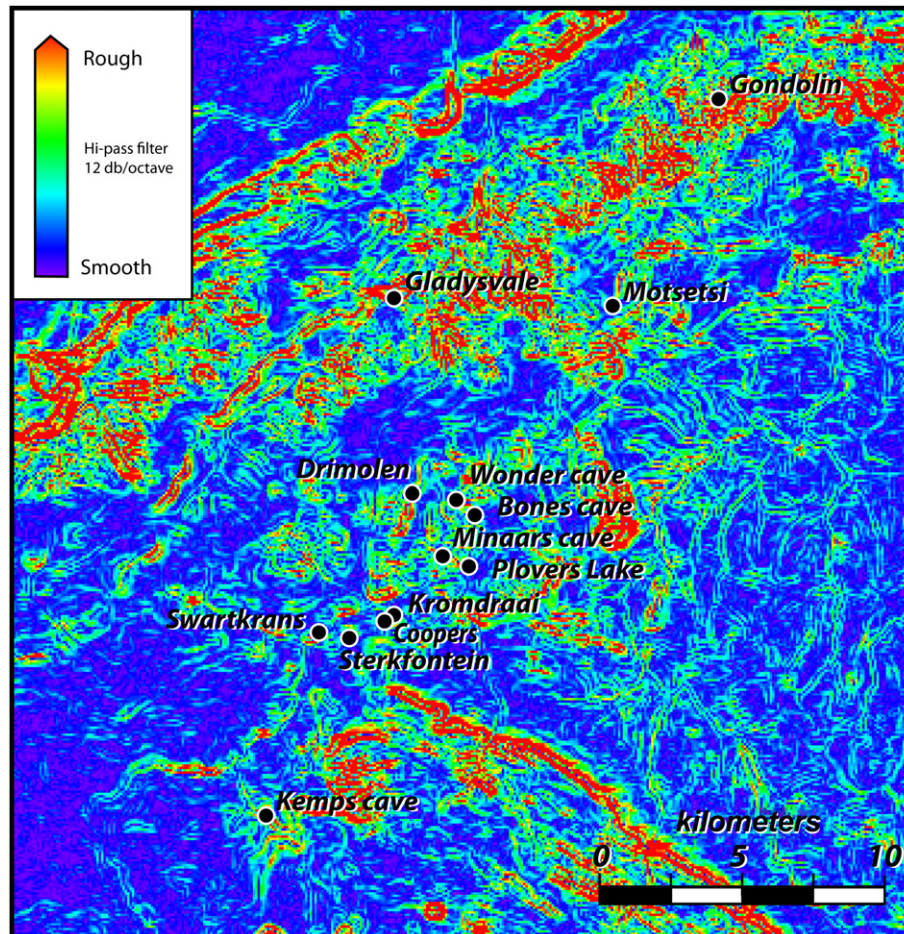 Rough
Hi-pass filter
12 db/octave
Smooth
Gondolin
Gladysvale
Motsetsi
Drimolen
Wonder cave
Bones cave
Minaars cave
Plovers Lake
Kromdraai
Swartkrans
Coopers
Sterkfontein
Kemps cave
kilometers
0 5 10